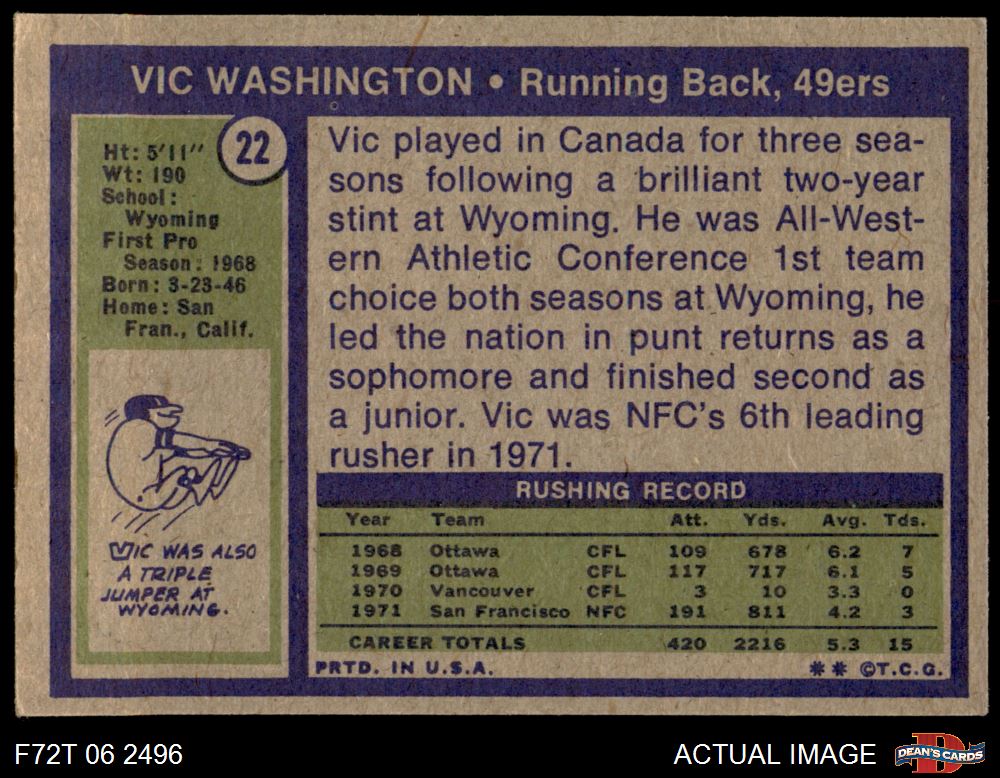 VIC WASHINGTON • Running Back, 49ers
22
Ht: 5'11"
Wt: 190
School:
Wyoming
First Pro
Season: 1968
Born: 3-23-46
Home: San
Fran., Calif.
VIC WAS ALSO
A TRIPLE
JUMPER AT
WYOMING.
Vic played in Canada for three sea-
sons following a brilliant two-year
stint at Wyoming. He was All-West-
ern Athletic Conference 1st team
choice both seasons at Wyoming, he
led the nation in punt returns as a
sophomore and finished second as
a junior. Vic was NFC's 6th leading
rusher in 1971.
RUSHING RECORD
Year Team Att. Yds. Avg. Tds.
1968 Ottawa CFL 109 678 6.2 7
1969 Ottawa CFL 117 717 6.1 5
1970 Vancouver CFL 3 10 3.3 0
1971 San Francisco NFC 191 811 4.2 3
CAREER TOTALS 420 2216 5.3 15
PRTD. IN U.S.A. ** ©T.C.G.
F72T 06 2496
ACTUAL IMAGE
DEAN'S CARDS